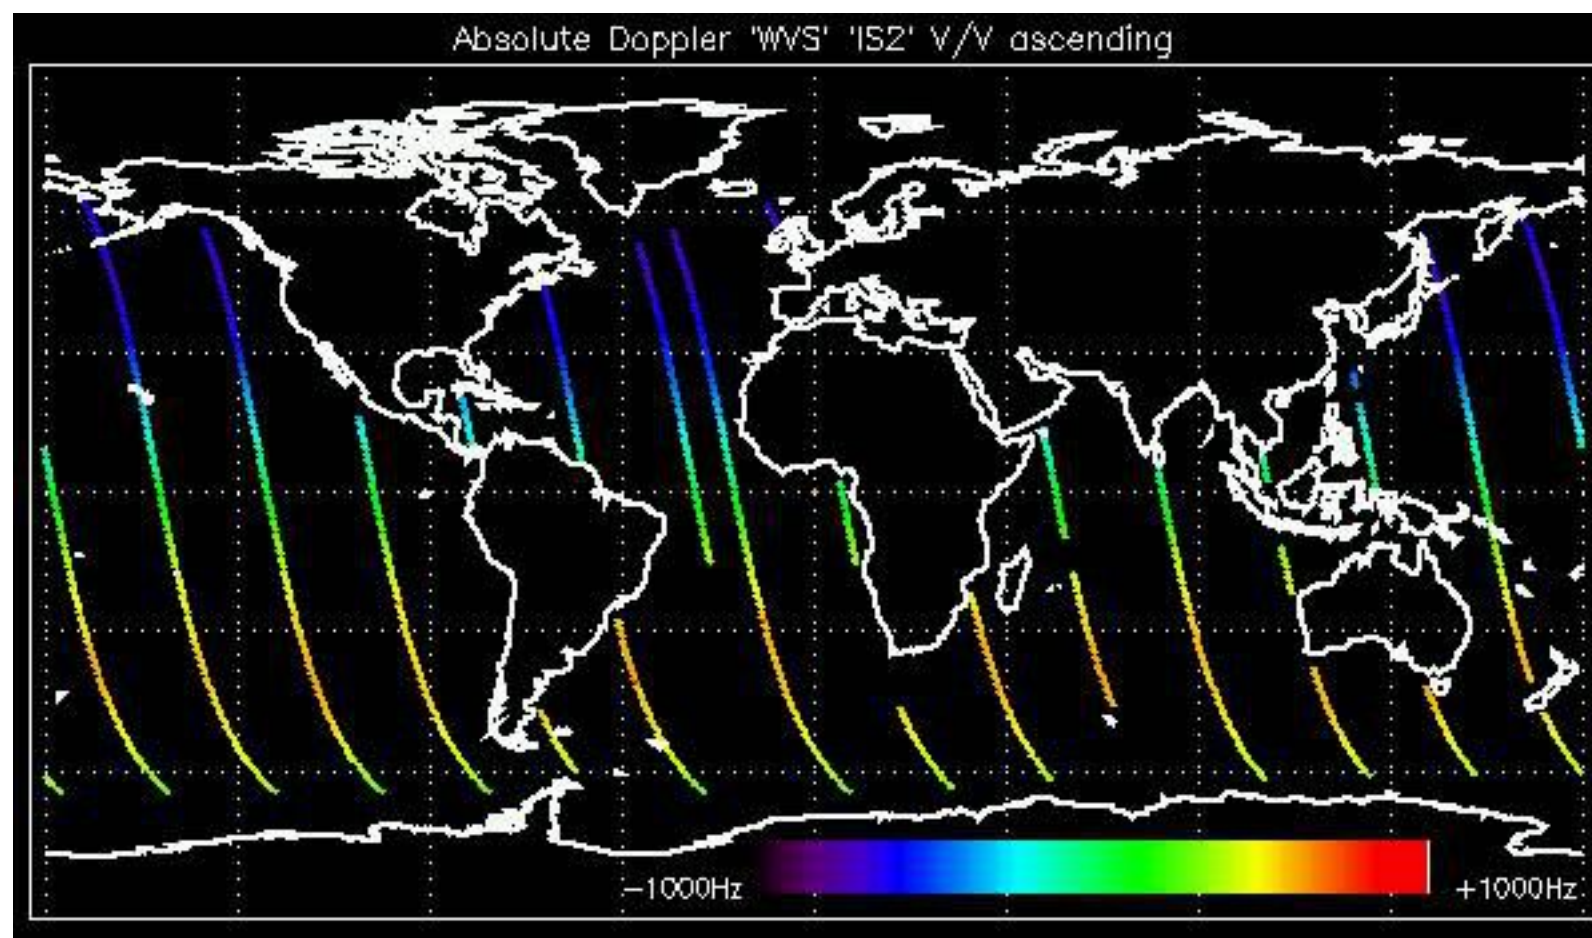 Absolute Doppler 'WVS' 'IS2' V/V ascending
-1000Hz +1000Hz